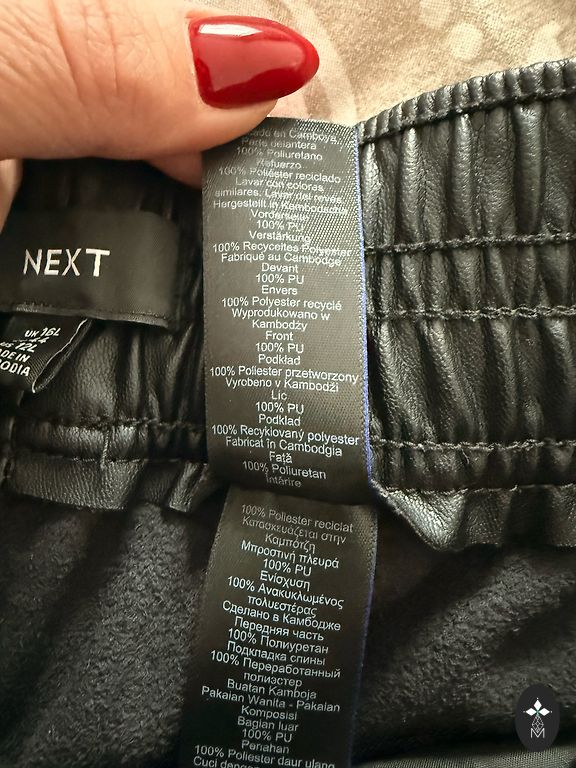 NEXT
UK 16L
US 12L
MADE IN
CAMBODIA
en Camboya.
Parte delantera
100% Poliuretano
Refuerzo
100% Poliéster reciclado
Lavar con colores
similares. Lavar del revés.
Hergestellt in Kambodscha
Vorderseite
100% PU
Verstärkung
100% Recyceltes Polyester
Fabriqué au Cambodge
Devant
100% PU
Envers
100% Polyester recyclé
Wyprodukowano w
Kambodży
Front
100% PU
Podkład
100% Poliester przetworzony
Vyrobeno v Kambodži
Líc
100% PU
Podklad
100% Recyklovaný polyester
Fabricat în Cambodgia
Față
100% Poliuretan
Întărire
100% Poliester reciclat
Κατασκευάζεται στην
Καμπότζη
Μπροστινή πλευρά
100% PU
Ενίσχυση
100% Ανακυκλωμένος
πολυεστέρας
Сделано в Камбодже
Передняя часть
100% Полиуретан
Подкладка спины
100% Переработанный
полиэстер
Buatan Kamboja
Pakaian Wanita - Pakaian
Komposisi
Bagian luar
100% PU
Penahan
100% Poliester daur ulang
Cuci dengan